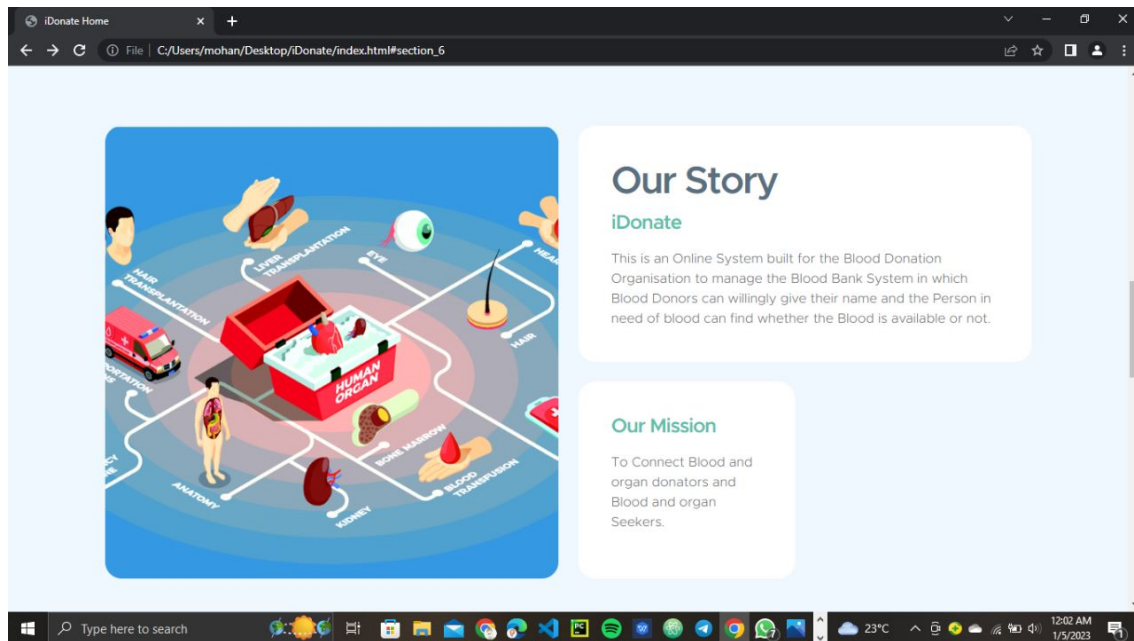 iDonate Home
File
C:/Users/mohan/Desktop/iDonate/index.html#section_6
HAIR
TRANSPLANTATION
LIVER
TRANSPLANTATION
EYE
HEAR
HAIR
HUMAN
ORGAN
PORTATION
BONE MARROW
BLOOD
TRANSFUSION
ANATOMY
KIDNEY
Our Story
iDonate
This is an Online System built for the Blood Donation
Organisation to manage the Blood Bank System in which
Blood Donors can willingly give their name and the Person in
need of blood can find whether the Blood is available or not.
Our Mission
To Connect Blood and
organ donators and
Blood and organ
Seekers.
Type here to search
PC
23°C
12:02 AM
1/5/2023